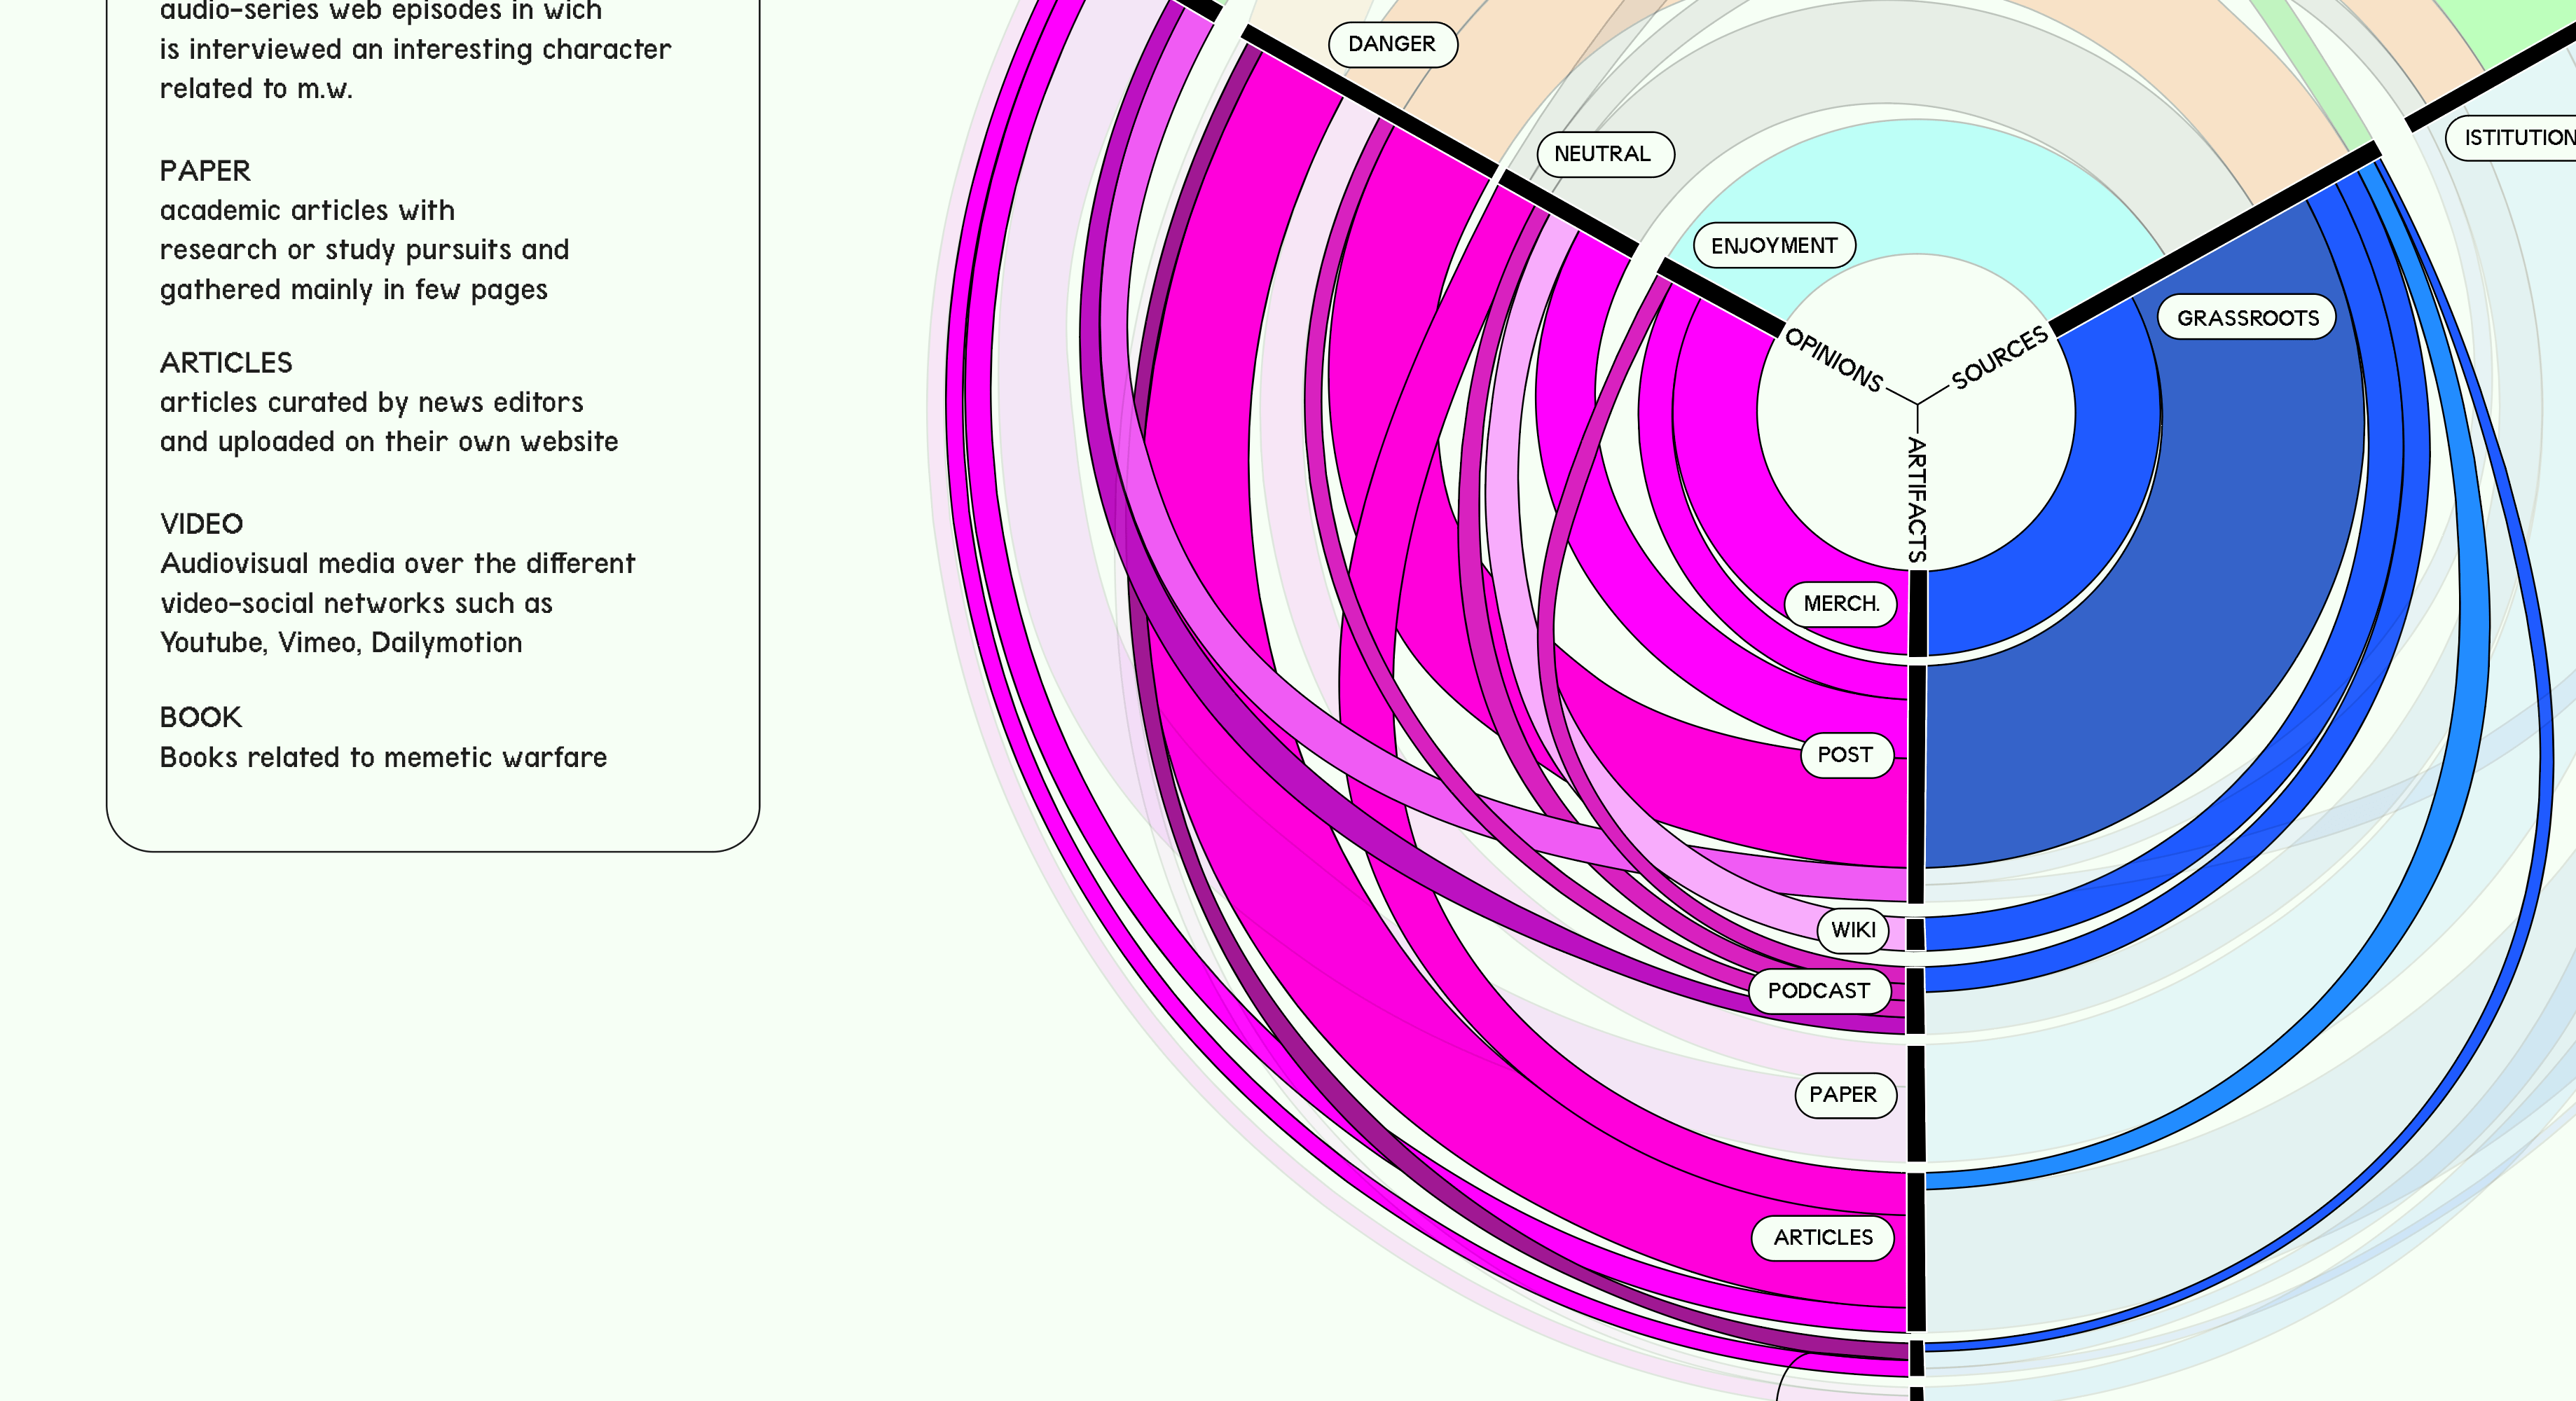 audio-series web episodes in wich
is interviewed an interesting character
related to m.w.
PAPER
academic articles with
research or study pursuits and
gathered mainly in few pages
ARTICLES
articles curated by news editors
and uploaded on their own website
VIDEO
Audiovisual media over the different
video-social networks such as
Youtube, Vimeo, Dailymotion
BOOK
Books related to memetic warfare
DANGER
NEUTRAL
ENJOYMENT
ISTITUTION
GRASSROOTS
OPINIONS
SOURCES
ARTIFACTS
MERCH.
POST
WIKI
PODCAST
PAPER
ARTICLES